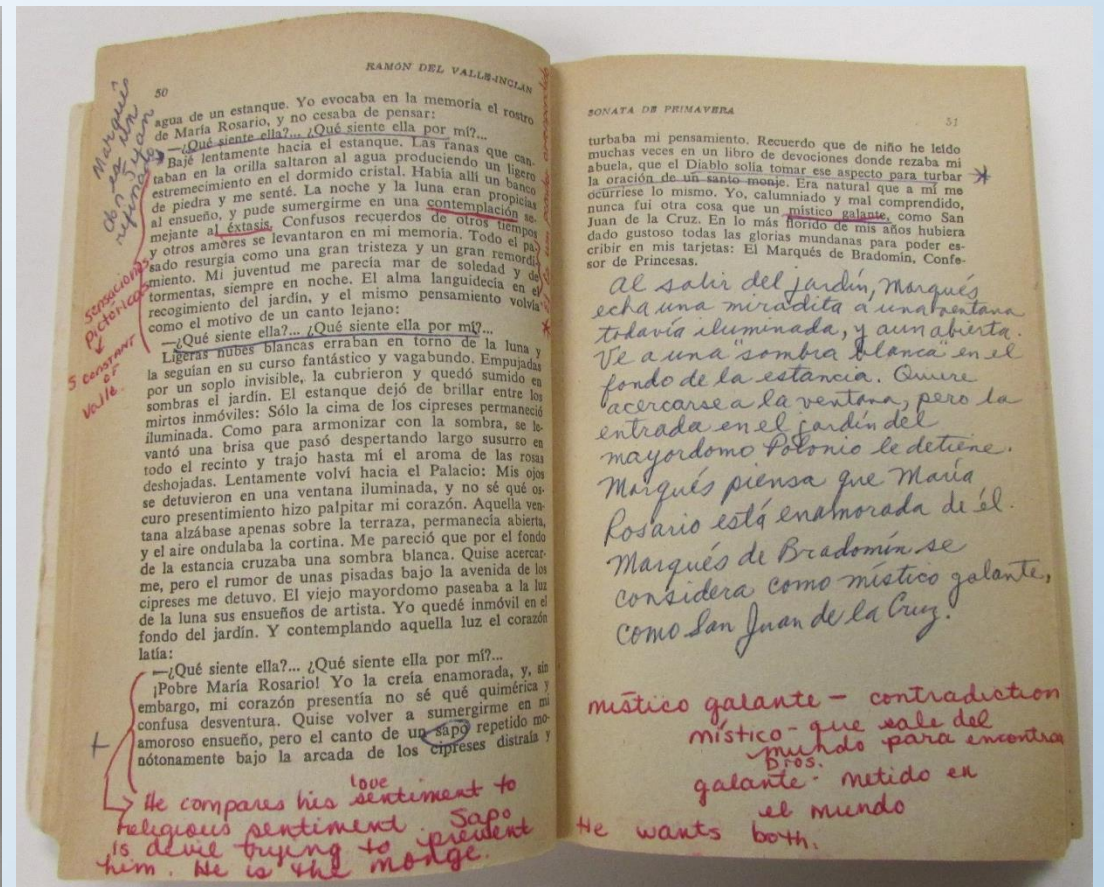 RAMÓN DEL VALLE-INCLÁN
50
agua de un estanque. Yo evocaba en la memoria el rostro
de María Rosario, y no cesaba de pensar:
—¿Qué siente ella?... ¿Qué siente ella por mí?...
Bajé lentamente hacia el estanque. Las ranas que can-
taban en la orilla saltaron al agua produciendo un ligero
estremecimiento en el dormido cristal. Había allí un banco
de piedra y me senté. La noche y la luna eran propicias
al ensueño, y pude sumergirme en una contemplación se-
mejante al éxtasis. Confusos recuerdos de otros tiempos
y otros amores se levantaron en mi memoria. Todo el pa-
sado resurgía como una gran tristeza y un gran remordi-
miento. Mi juventud me parecía mar de soledad y de
tormentas, siempre en noche. El alma languidecía en el
recogimiento del jardín, y el mismo pensamiento volvía
como el motivo de un canto lejano:
—¿Qué siente ella?... ¿Qué siente ella por mí?...
Ligeras nubes blancas erraban en torno de la luna y
la seguían en su curso fantástico y vagabundo. Empujadas
por un soplo invisible, la cubrieron y quedó sumido en
sombras el jardín. El estanque dejó de brillar entre los
mirtos inmóviles: Sólo la cima de los cipreses permaneció
iluminada. Como para armonizar con la sombra, se le-
vantó una brisa que pasó despertando largo susurro en
todo el recinto y trajo hasta mí el aroma de las rosas
deshojadas. Lentamente volví hacia el Palacio: Mis ojos
se detuvieron en una ventana iluminada, y no sé qué os-
curo presentimiento hizo palpitar mi corazón. Aquella ven-
tana alzábase apenas sobre la terraza, permanecía abierta,
y el aire ondulaba la cortina. Me pareció que por el fondo
de la estancia cruzaba una sombra blanca. Quise acercar-
me, pero el rumor de unas pisadas bajo la avenida de los
cipreses me detuvo. El viejo mayordomo paseaba a la luz
de la luna sus ensueños de artista. Yo quedé inmóvil en el
fondo del jardín. Y contemplando aquella luz el corazón
latía:
—¿Qué siente ella?... ¿Qué siente ella por mí?...
¡Pobre María Rosario! Yo la creía enamorada, y, sin
embargo, mi corazón presentía no sé qué quimérica y
confusa desventura. Quise volver a sumergirme en mi
amoroso ensueño, pero el canto de un sapo repetido mo-
nótonamente bajo la arcada de los cipreses distraía y
Marqués
es un
don Juan
refinado
sensaciones
pictóricas
5 constant
of
Valle.
love
He compares his sentiment to
religious sentiment Sapo
is devil trying to prevent
him. He is the monge.
SONATA DE PRIMAVERA
51
turbaba mi pensamiento. Recuerdo que de niño he leído
muchas veces en un libro de devociones donde rezaba mi
abuela, que el Diablo solía tomar ese aspecto para turbar
la oración de un santo monje. Era natural que a mí me
ocurriese lo mismo. Yo, calumniado y mal comprendido,
nunca fui otra cosa que un místico galante, como San
Juan de la Cruz. En lo más florido de mis años hubiera
dado gustoso todas las glorias mundanas para poder es-
cribir en mis tarjetas: El Marqués de Bradomín, Confe-
sor de Princesas.
Al salir del jardín, Marqués
echa una miradita a una ventana
todavía iluminada, y aun abierta.
Ve a una "sombra blanca" en el
fondo de la estancia. Quiere
acercarse a la ventana, pero la
entrada en el jardín del
mayordomo Polonio le detiene.
Marqués piensa que María
Rosario está enamorada de él.
Marqués de Bradomín se
considera como místico galante,
como San Juan de la Cruz.
místico galante — contradiction
místico - que sale del
mundo para encontra
Dios.
galante - metido en
el mundo
He wants both.